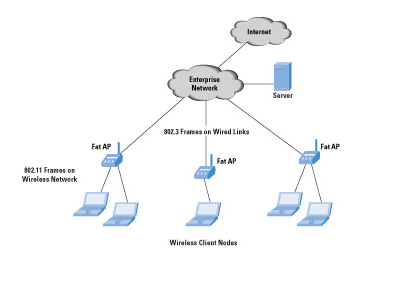 Internet
Enterprise
Network
Server
802.3 Frames on Wired Links
Fat AP
Fat AP
Fat AP
802.11 Frames on
Wireless Network
Wireless Client Nodes